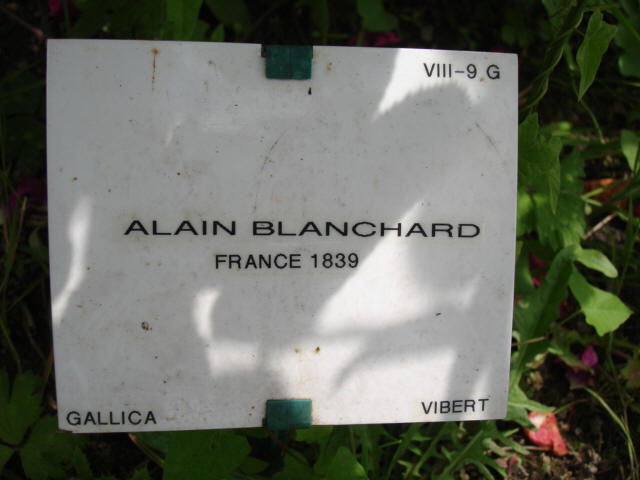 VIII-9 G
ALAIN BLANCHARD
FRANCE 1839
GALLICA
VIBERT